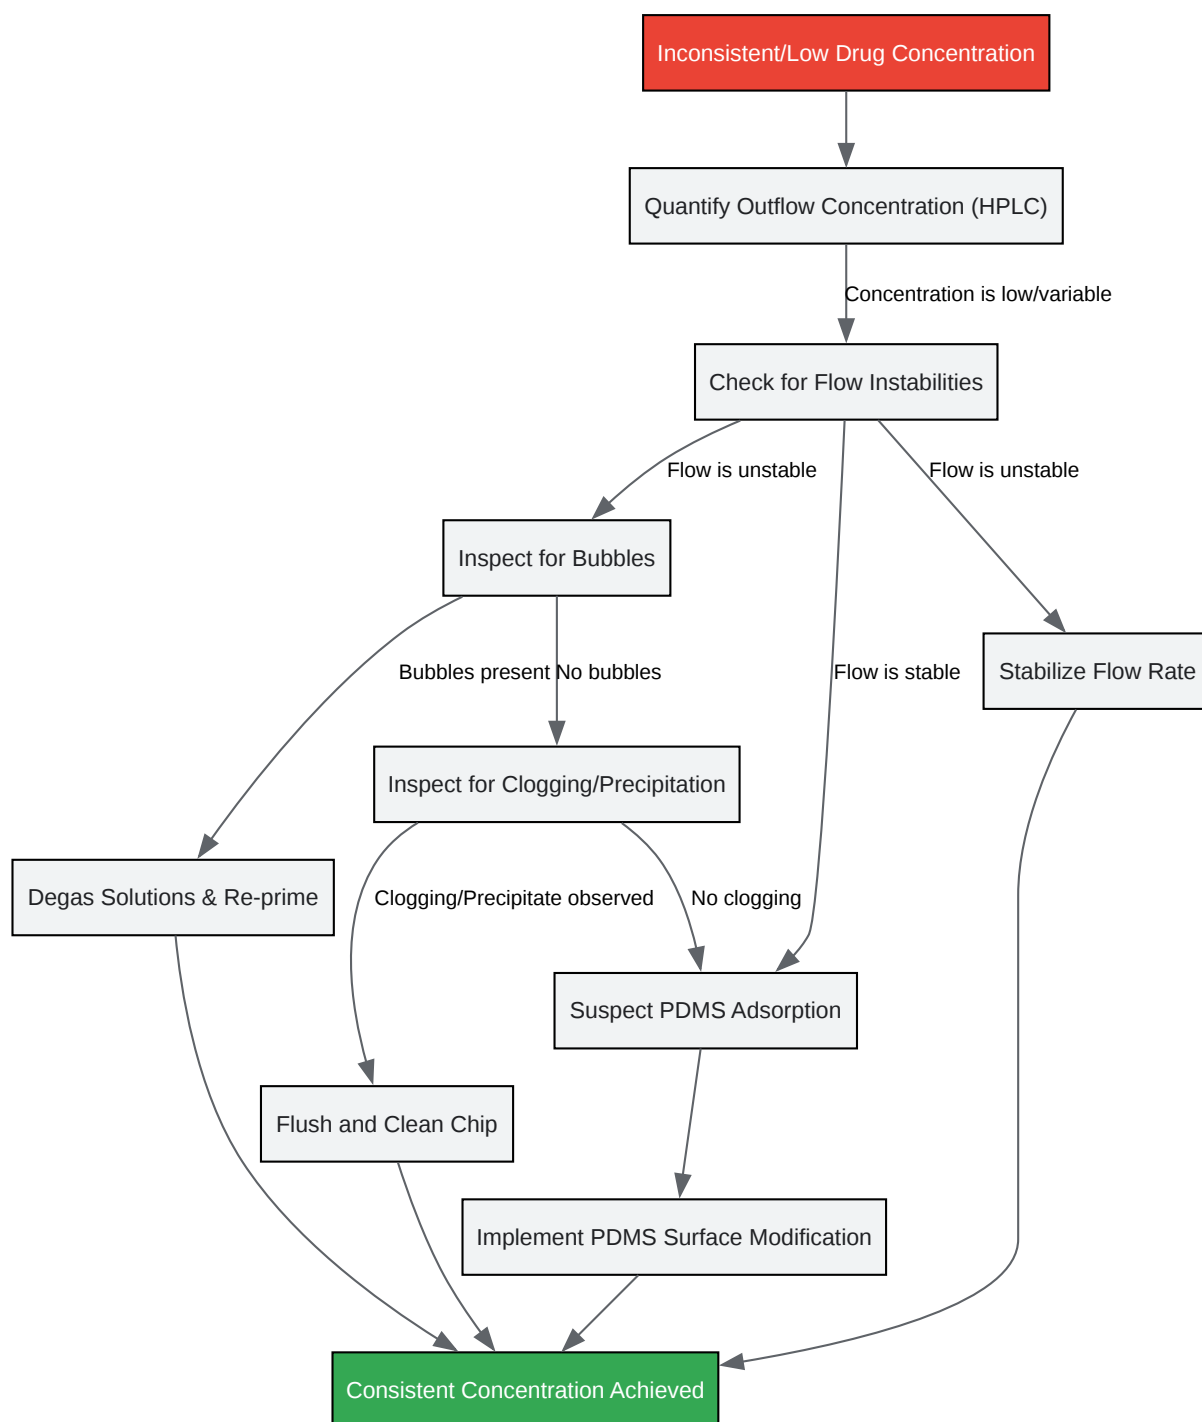 Inconsistent/Low Drug Concentration
Quantify Outflow Concentration (HPLC)
Concentration is low/variable
Check for Flow Instabilities
Flow is unstable
Flow is unstable
Inspect for Bubbles
Bubbles present
No bubbles
Flow is stable
Stabilize Flow Rate
Inspect for Clogging/Precipitation
Degas Solutions & Re-prime
Clogging/Precipitate observed
No clogging
Suspect PDMS Adsorption
Flush and Clean Chip
Implement PDMS Surface Modification
Consistent Concentration Achieved